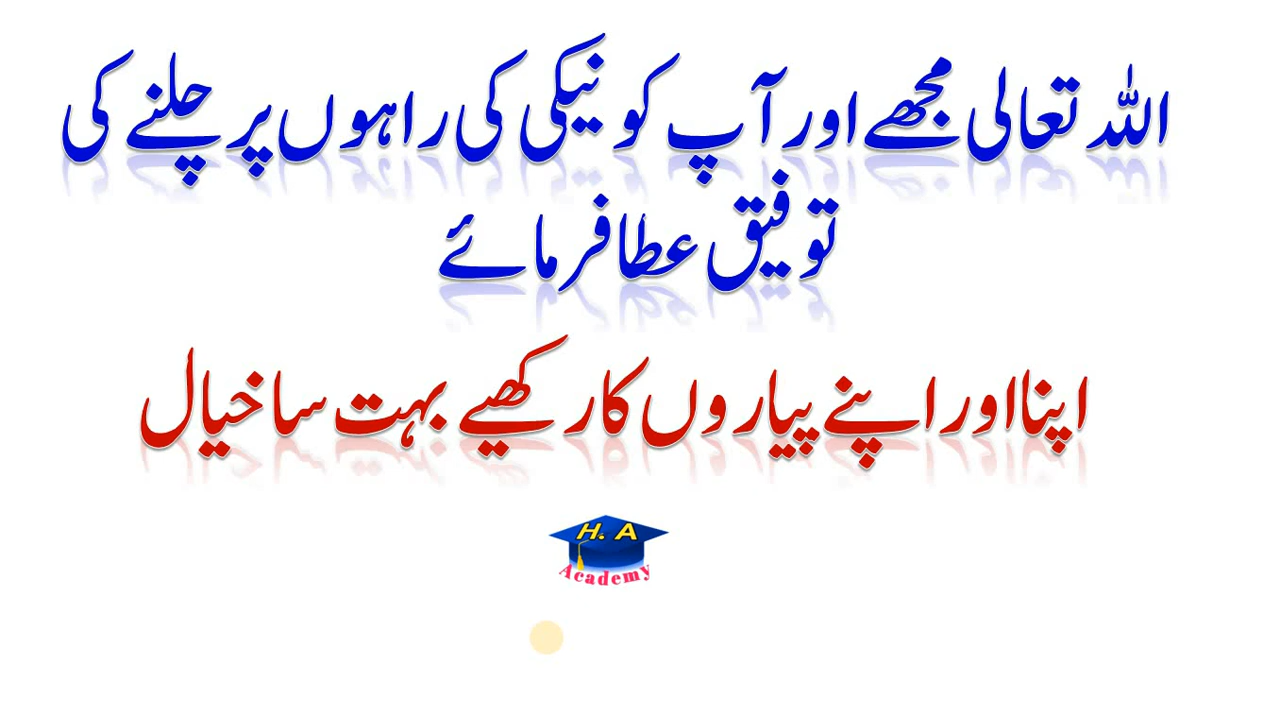 اللہ تعالی مجھے اور آپ کو نیکی کی راہوں پر چلنے کی
توفیق عطا فرمائے
اپنا اور اپنے پیاروں کا رکھیے بہت سا خیال
H. A
Academy